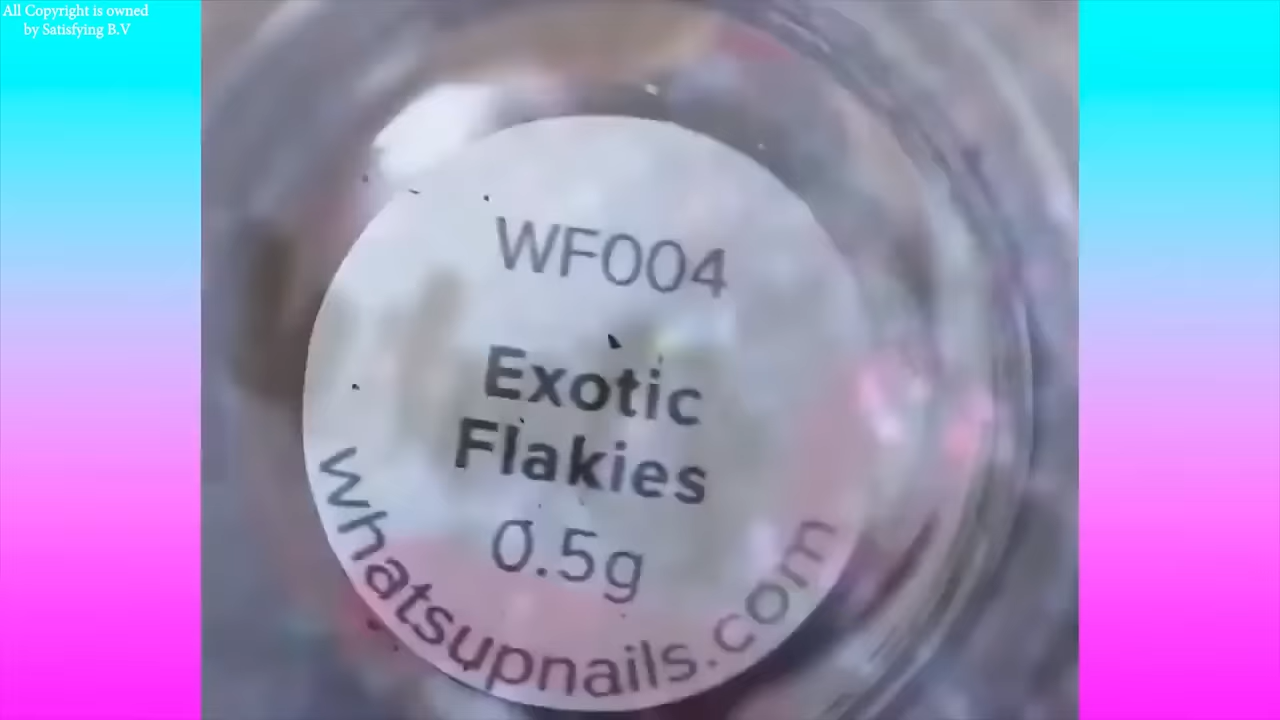 All Copyright is owned
by Satisfying B.V
WF004
Exotic
Flakies
0.5g
whatsupnails.com